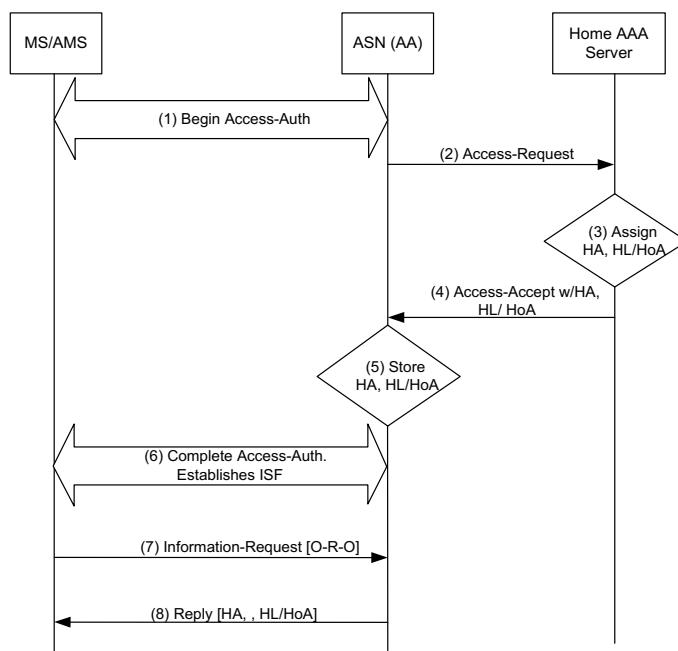 MS/AMS
ASN (AA)
Home AAA
Server
(1) Begin Access-Auth
(2) Access-Request
(3) Assign
HA, HL/HoA
(4) Access-Accept w/HA,
HL/ HoA
(5) Store
HA, HL/HoA
(6) Complete Access-Auth.
Establishes ISF
(7) Information-Request [O-R-O]
(8) Reply [HA, , HL/HoA]